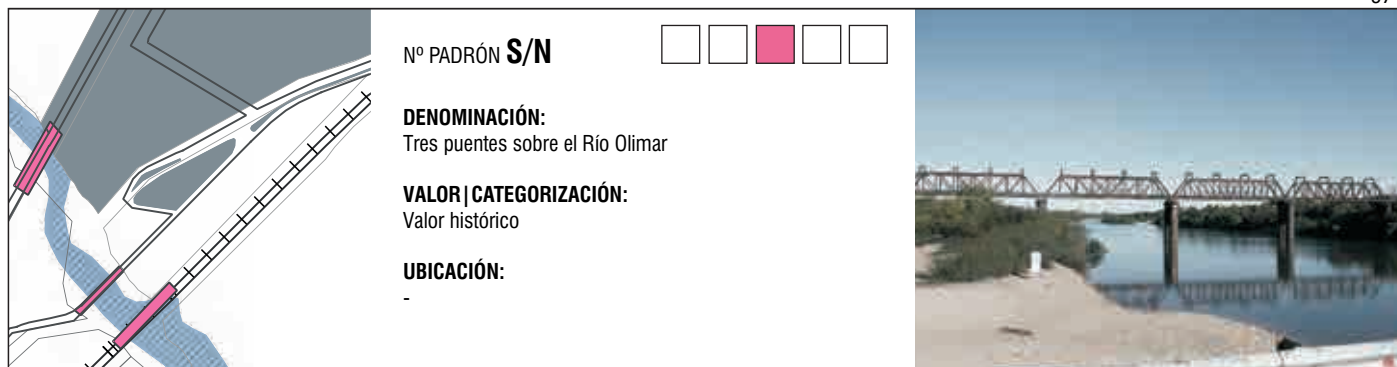 Nº PADRÓN S/N
DENOMINACIÓN:
Tres puentes sobre el Río Olimar
VALOR|CATEGORIZACIÓN:
Valor histórico
UBICACIÓN:
-